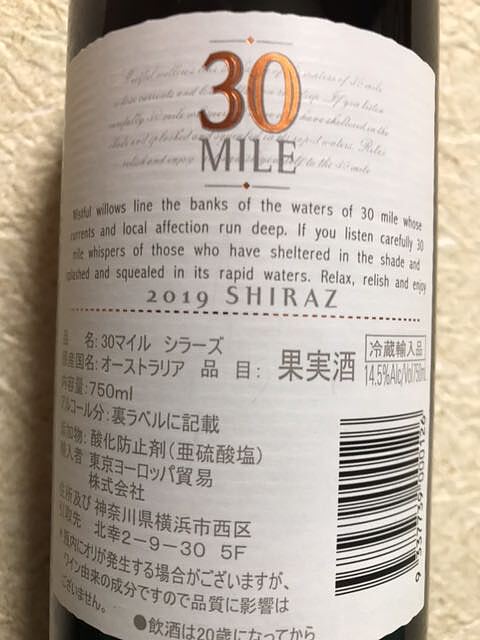 30
MILE
Wistful willows line the banks of the waters of 30 mile whose
currents and local affection run deep. If you listen carefully 30
mile whispers of those who have sheltered in the shade and
splashed and squealed in its rapid waters. Relax, relish and enjoy
2019 SHIRAZ
品 名:30マイル シラーズ
原産国名:オーストラリア 品 目: 果実酒
冷蔵輸入品
14.5%Alc/Vol750mL
内容量:750ml
アルコール分:裏ラベルに記載
添加物:酸化防止剤(亜硫酸塩)
輸入者 東京ヨーロッパ貿易
株式会社
住所及び 神奈川県横浜市西区
引取先 北幸2-9-30 5F
*瓶内にオリが発生する場合がございますが、
ワイン由来の成分ですので品質に影響は
ございません。
●飲酒は20歳になってから
9 337739 000126